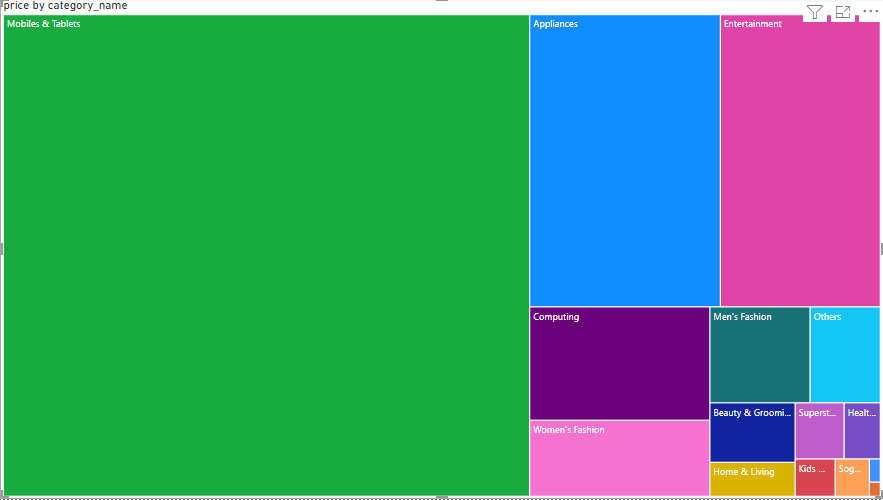 price by category_name
Mobiles & Tablets
Appliances
Entertainment
Computing
Men's Fashion
Others
Beauty & Groomi...
Superst...
Healt...
Women's Fashion
Home & Living
Kids ...
Sog...